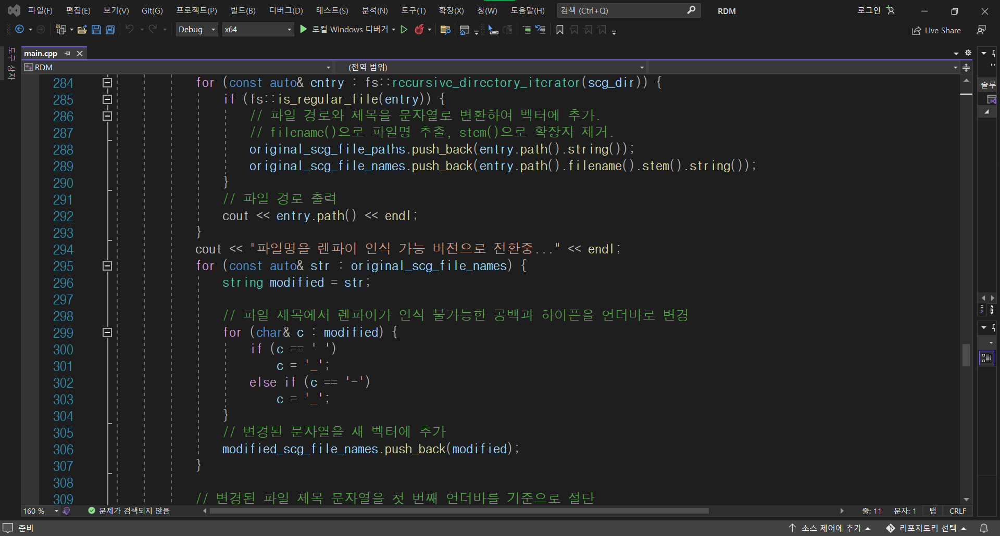 파일(F) 편집(E) 보기(V) Git(G) 프로젝트(P) 빌드(B) 디버그(D) 테스트(S) 분석(N) 도구(T) 확장(X) 창(W) 도움말(H) 검색 (Ctrl+Q) RDM 로그인
Debug x64 로컬 Windows 디버거 Live Share
도구 상자
main.cpp
RDM (전역 범위)
솔루
284 for (const auto& entry : fs::recursive_directory_iterator(scg_dir)) {
285 if (fs::is_regular_file(entry)) {
286 // 파일 경로와 제목을 문자열로 변환하여 벡터에 추가.
287 // filename()으로 파일명 추출, stem()으로 확장자 제거.
288 original_scg_file_paths.push_back(entry.path().string());
289 original_scg_file_names.push_back(entry.path().filename().stem().string());
290 }
291 // 파일 경로 출력
292 cout << entry.path() << endl;
293 }
294 cout << "파일명을 렌파이 인식 가능 버전으로 전환중..." << endl;
295 for (const auto& str : original_scg_file_names) {
296 string modified = str;
297
298 // 파일 제목에서 렌파이가 인식 불가능한 공백과 하이픈을 언더바로 변경
299 for (char& c : modified) {
300 if (c == ' ')
301 c = '_';
302 else if (c == '-')
303 c = '_';
304 }
305 // 변경된 문자열을 새 벡터에 추가
306 modified_scg_file_names.push_back(modified);
307 }
308
309 // 변경된 파일 제목 문자열을 첫 번째 언더바를 기준으로 절단
160 % 문제가 검색되지 않음 줄: 11 문자: 1 탭 CRLF
준비 소스 제어에 추가 리포지토리 선택